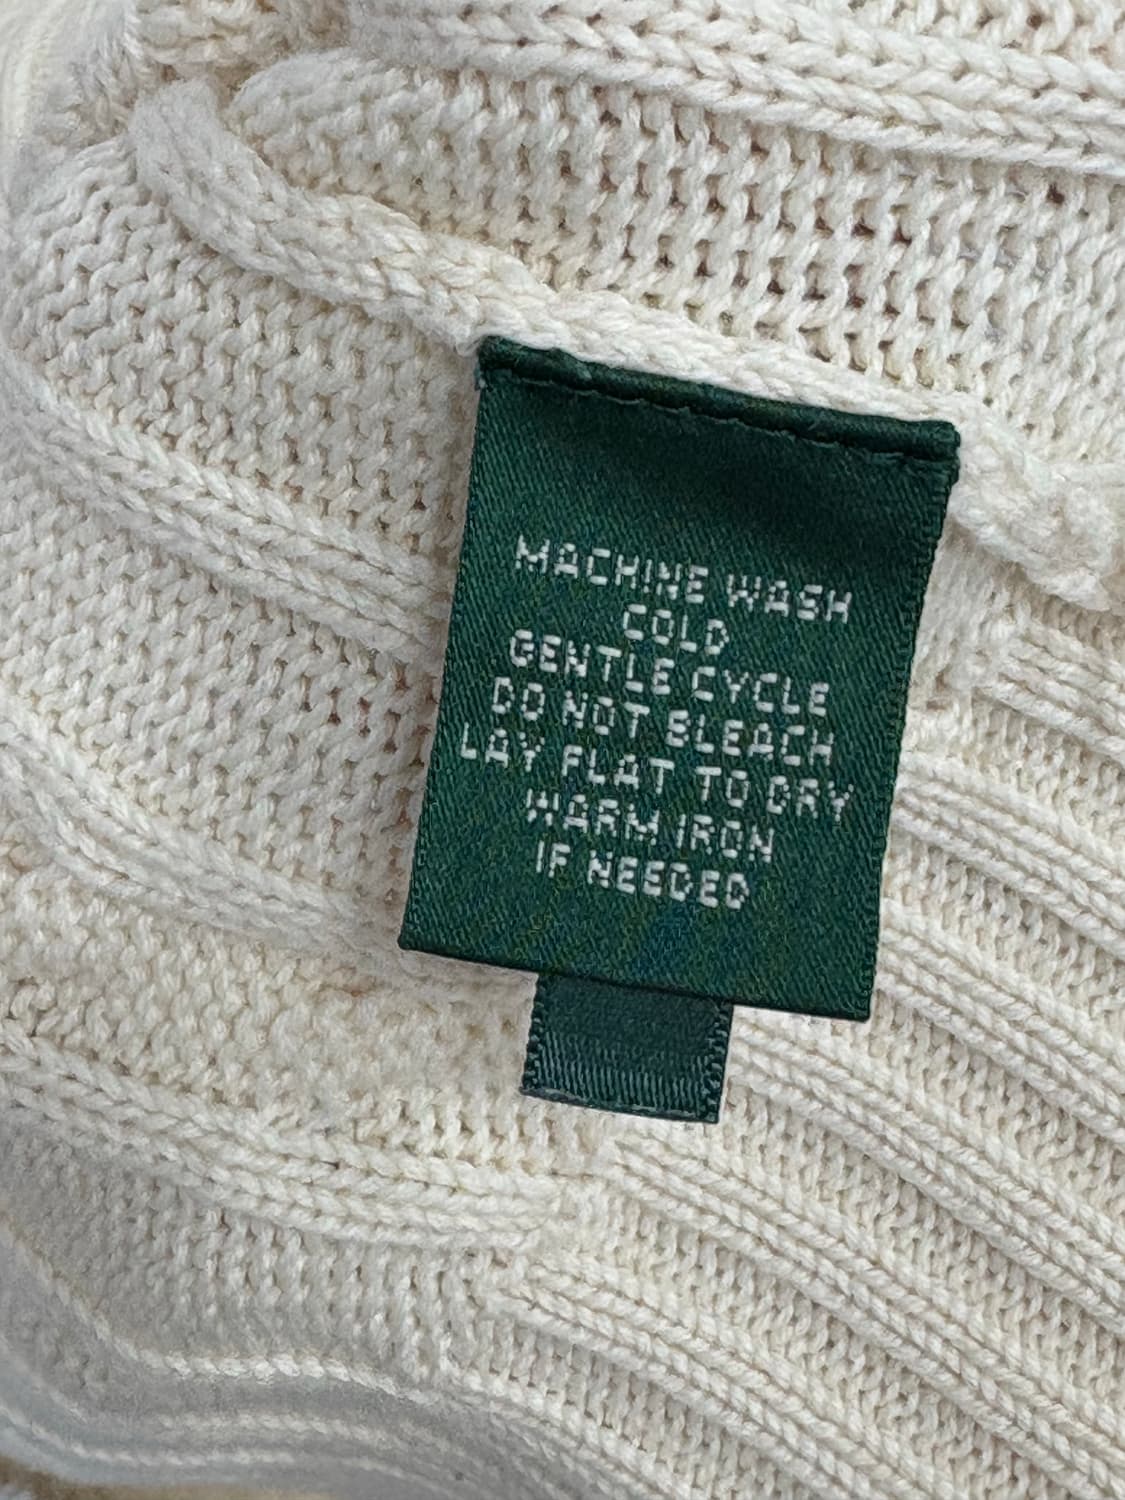 MACHINE WASH
COLD
GENTLE CYCLE
DO NOT BLEACH
LAY FLAT TO DRY
WARM IRON
IF NEEDED